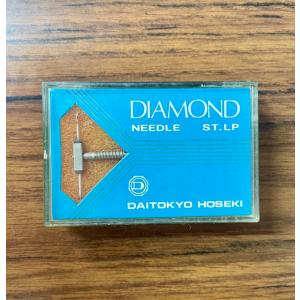 DIAMOND
NEEDLE ST.LP
D
DAITOKYO HOSEKI